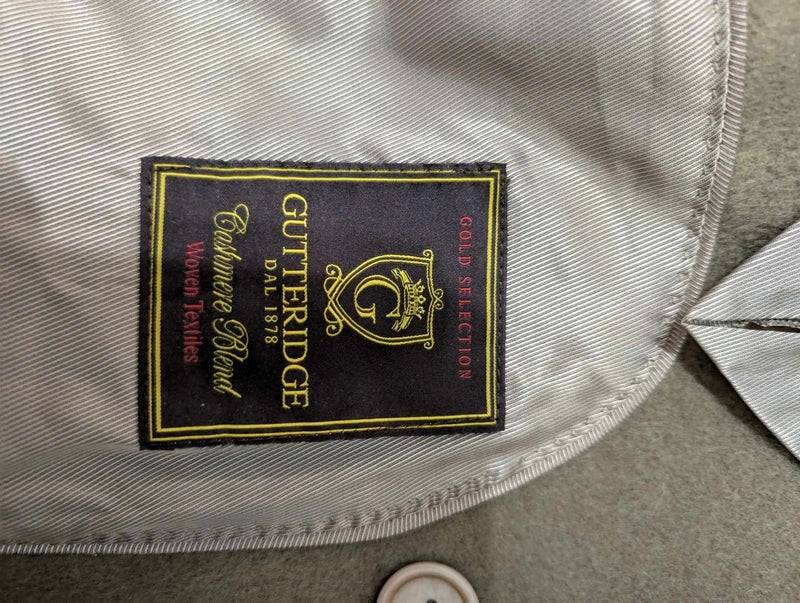 GOLD SELECTION
G
GUTTERIDGE
DAL 1878
Cashmere Blend
Woven Textiles